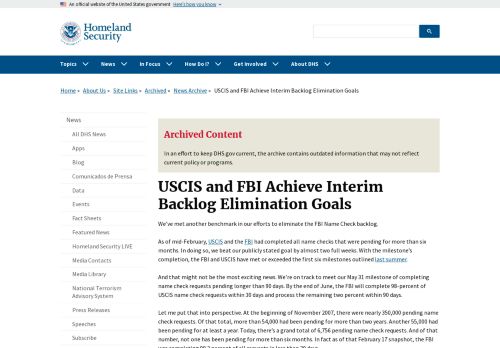 An official website of the United States government Here's how you know
Homeland
Security
Topics News In Focus How Do I? Get Involved About DHS
Home » About Us » Site Links » Archived » News Archive » USCIS and FBI Achieve Interim Backlog Elimination Goals
News
All DHS News
Apps
Blog
Comunicados de Prensa
Data
Events
Fact Sheets
Featured News
Homeland Security LIVE
Media Contacts
Media Library
National Terrorism
Advisory System
Press Releases
Speeches
Subscribe
Archived Content
In an effort to keep DHS.gov current, the archive contains outdated information that may not reflect
current policy or programs.
USCIS and FBI Achieve Interim
Backlog Elimination Goals
We've met another benchmark in our efforts to eliminate the FBI Name Check backlog.
As of mid-February, USCIS and the FBI had completed all name checks that were pending for more than six
months. In doing so, we beat our publicly stated goal by almost two full weeks. With the milestone's
completion, the FBI and USCIS have met or exceeded the first six milestones outlined last summer.
And that might not be the most exciting news. We're on track to meet our May 31 milestone of completing
name check requests pending longer than 90 days. By the end of June, the FBI will complete 98-percent of
USCIS name check requests within 30 days and process the remaining two percent within 90 days.
Let me put that into perspective. At the beginning of November 2007, there were nearly 350,000 pending name
check requests. Of that total, more than 54,000 had been pending for more than two years. Another 55,000 had
been pending for at least a year. Today, there's a grand total of 6,756 pending name check requests. And of that
number, not one has been pending for more than six months. In fact as of that February 17 snapshot, the FBI